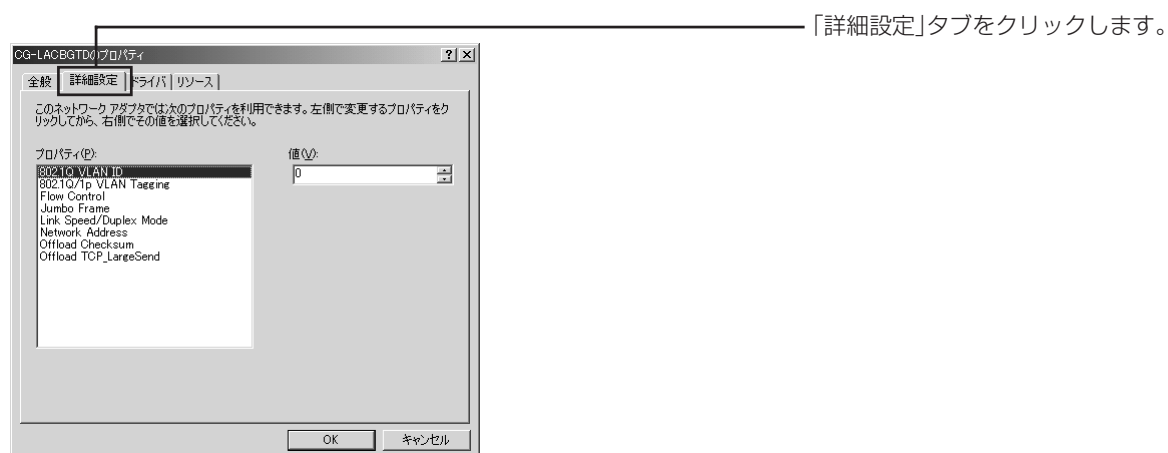 「詳細設定」タブをクリックします。
CG-LACBGTDのプロパティ
全般 詳細設定 ドライバ リソース
このネットワーク アダプタでは次のプロパティを利用できます。左側で変更するプロパティをク
リックしてから、右側でその値を選択してください。
プロパティ(P): 値(V):
802.1Q VLAN ID 0
802.1Q/1p VLAN Tagging
Flow Control
Jumbo Frame
Link Speed/Duplex Mode
Network Address
Offload Checksum
Offload TCP_LargeSend
OK キャンセル